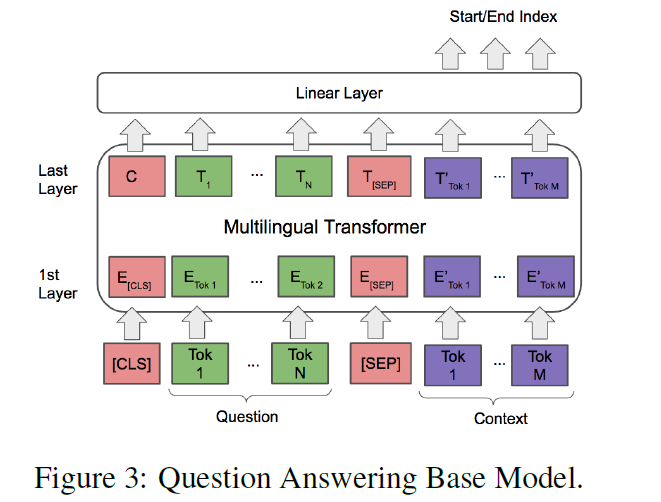 Start/End Index
Linear Layer
Last Layer
C T1 ... TN T[SEP] T'Tok 1 ... T'Tok M
Multilingual Transformer
1st Layer
E[CLS] ETok 1 ... ETok 2 E[SEP] E'Tok 1 ... E'Tok M
[CLS] Tok 1 ... Tok N [SEP] Tok 1 ... Tok M
Question Context
Figure 3: Question Answering Base Model.